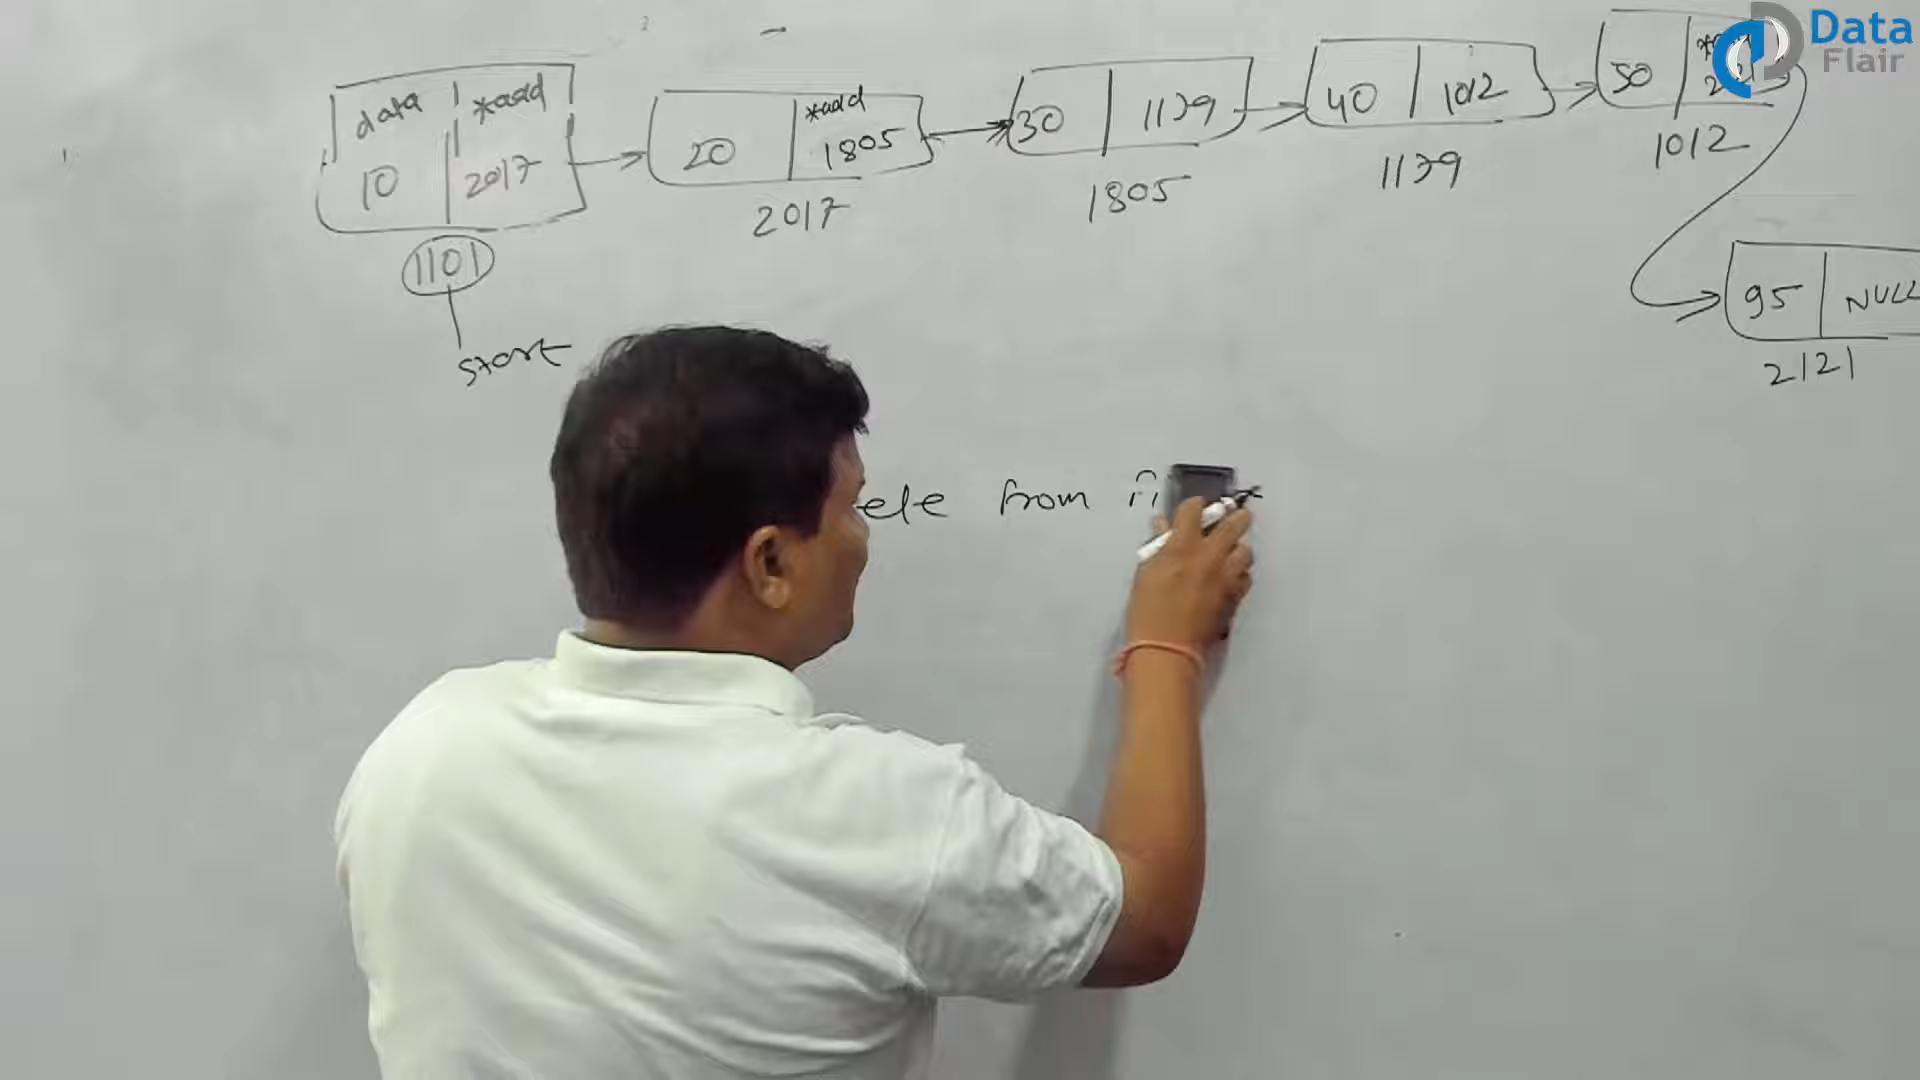 data *add
10 2017
1101
start
20 *add 1805
2017
30 1139
1805
40 1012
1139
50
1012
95 NULL
2121
from
Data
Flair